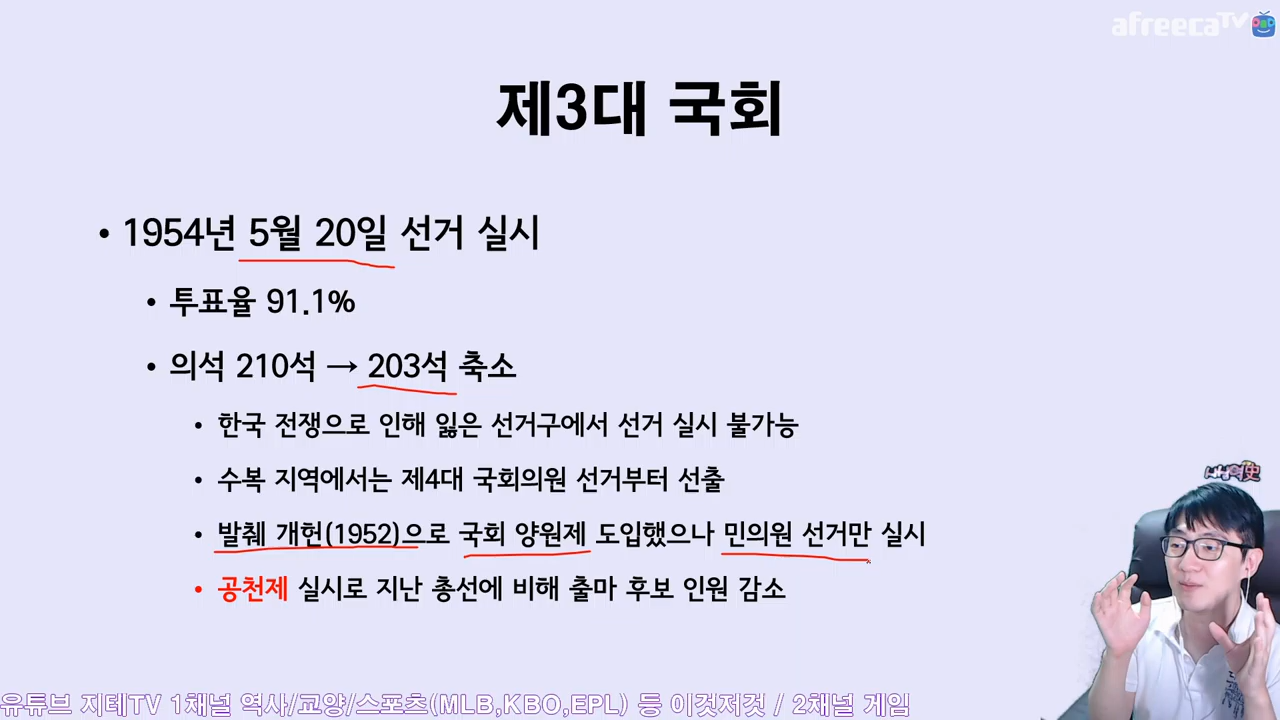 afreecaTV
제3대 국회
• 1954년 5월 20일 선거 실시
• 투표율 91.1%
• 의석 210석 → 203석 축소
• 한국 전쟁으로 인해 잃은 선거구에서 선거 실시 불가능
• 수복 지역에서는 제4대 국회의원 선거부터 선출
• 발췌 개헌(1952)으로 국회 양원제 도입했으나 민의원 선거만 실시
• 공천제 실시로 지난 총선에 비해 출마 후보 인원 감소
유튜브 지테TV 1채널 역사/교양/스포츠(MLB,KBO,EPL) 등 이것저것 / 2채널 게임